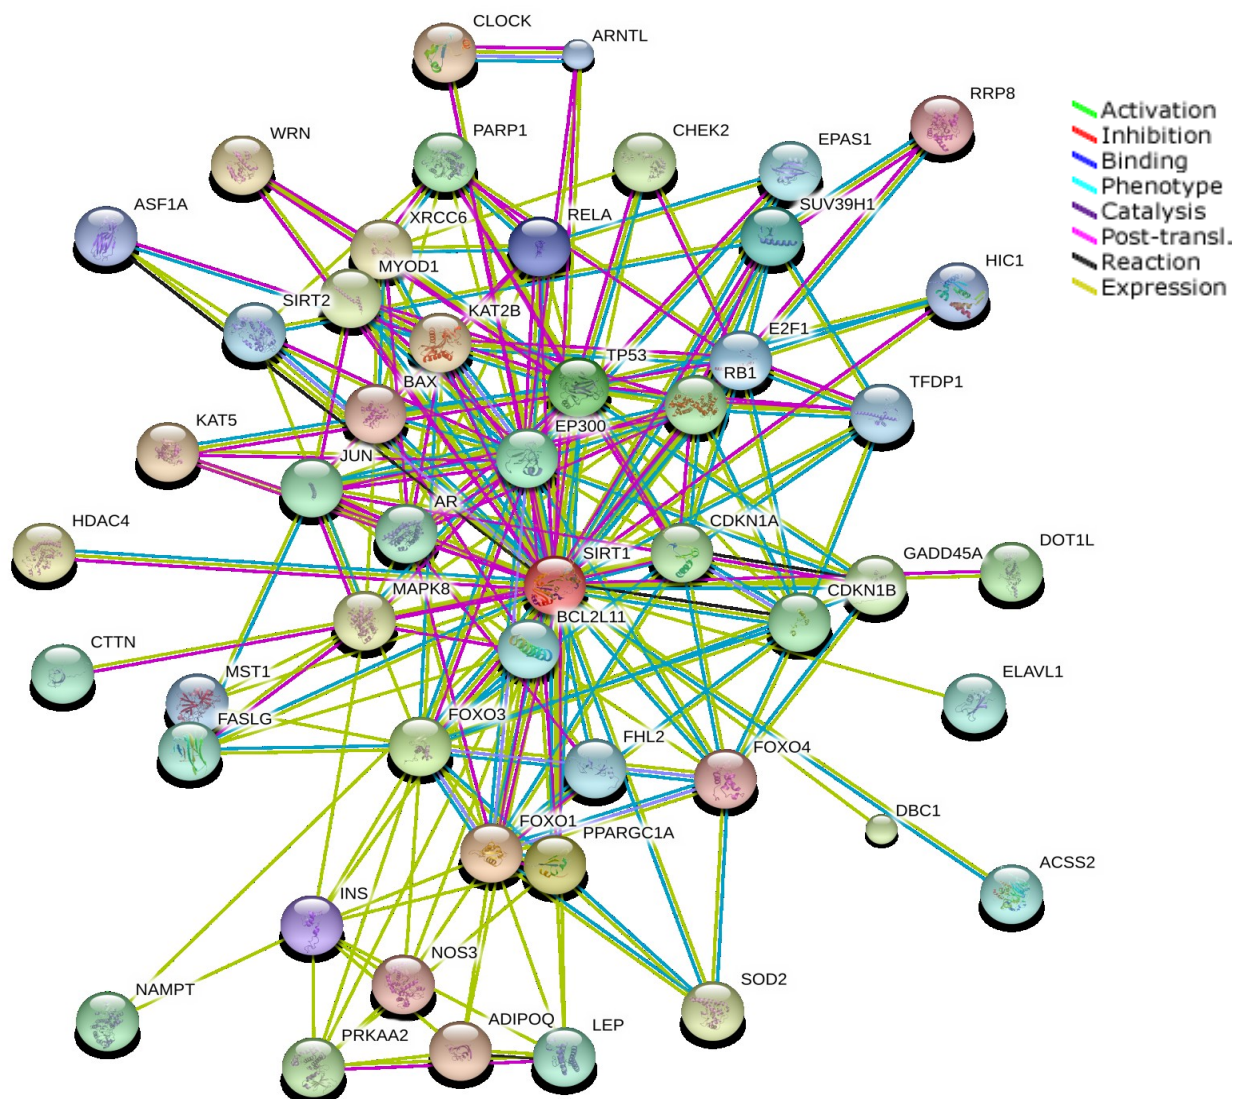 CLOCK
ARNTL
RRP8
WRN
PARP1
CHEK2
EPAS1
Activation
Inhibition
Binding
Phenotype
Catalysis
Post-transl.
Reaction
Expression
ASF1A
XRCC6
RELA
SUV39H1
MYOD1
HIC1
SIRT2
KAT2B
E2F1
TP53
RB1
TFDP1
BAX
KAT5
EP300
JUN
AR
HDAC4
CDKN1A
SIRT1
GADD45A
DOT1L
MAPK8
CDKN1B
BCL2L11
CTTN
MST1
ELAVL1
FASLG
FOXO3
FHL2
FOXO4
DBC1
FOXO1
PPARGC1A
ACSS2
INS
NOS3
SOD2
NAMPT
ADIPOQ
LEP
PRKAA2